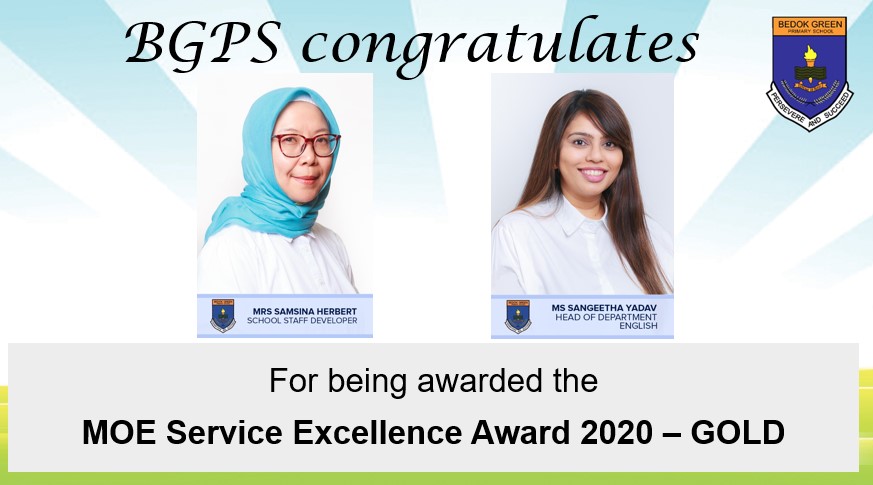 BGPS congratulates
BEDOK GREEN
PRIMARY SCHOOL
PERSEVERE AND SUCCEED
MRS SAMSINA HERBERT
SCHOOL STAFF DEVELOPER
MS SANGEETHA YADAV
HEAD OF DEPARTMENT
ENGLISH
For being awarded the
MOE Service Excellence Award 2020 – GOLD